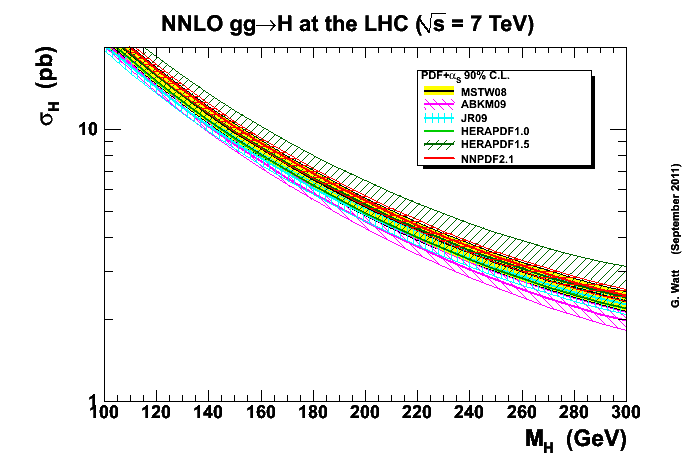 NNLO gg→H at the LHC (√s = 7 TeV)
σH (pb)
PDF+αS 90% C.L.
MSTW08
ABKM09
JR09
HERAPDF1.0
HERAPDF1.5
NNPDF2.1
10
1
100 120 140 160 180 200 220 240 260 280 300
MH (GeV)
G. Watt (September 2011)